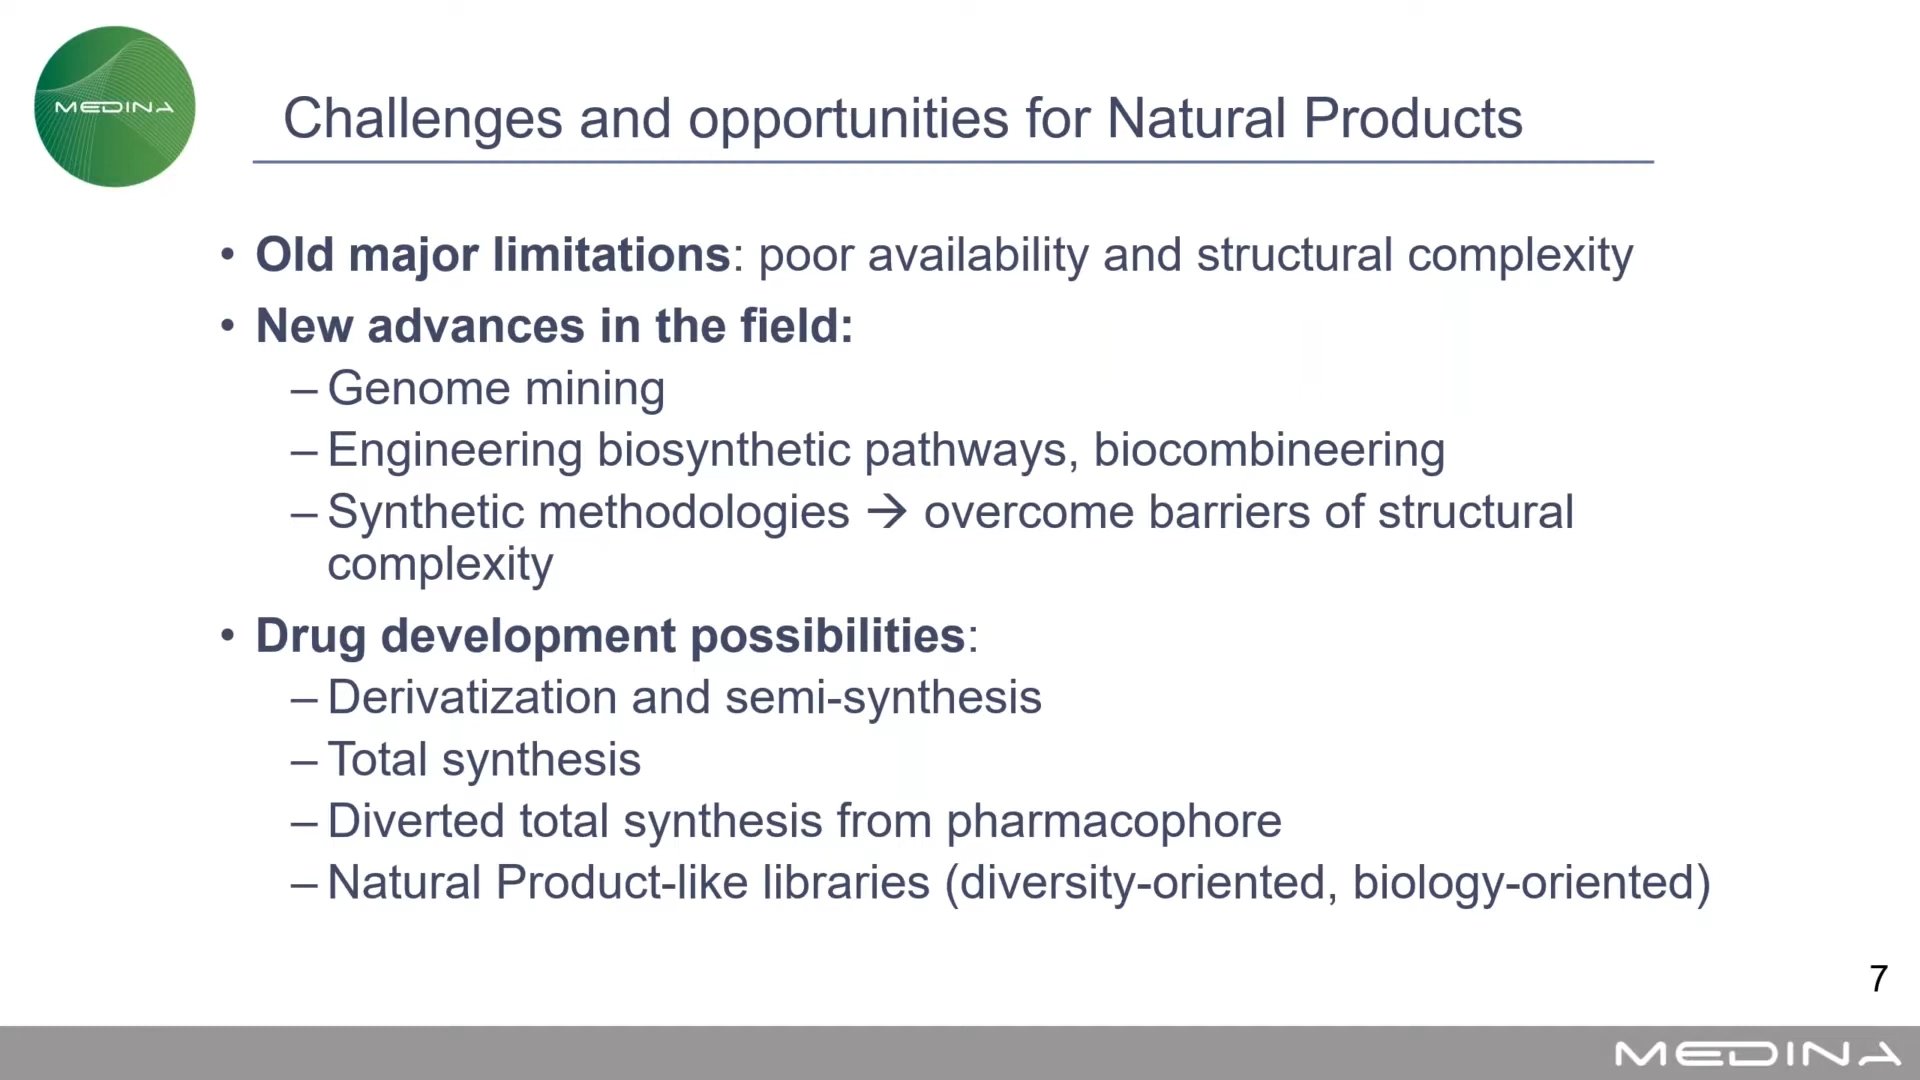 MEDINA
Challenges and opportunities for Natural Products
• Old major limitations: poor availability and structural complexity
• New advances in the field:
– Genome mining
– Engineering biosynthetic pathways, biocombineering
– Synthetic methodologies → overcome barriers of structural
complexity
• Drug development possibilities:
– Derivatization and semi-synthesis
– Total synthesis
– Diverted total synthesis from pharmacophore
– Natural Product-like libraries (diversity-oriented, biology-oriented)
7
MEDINA